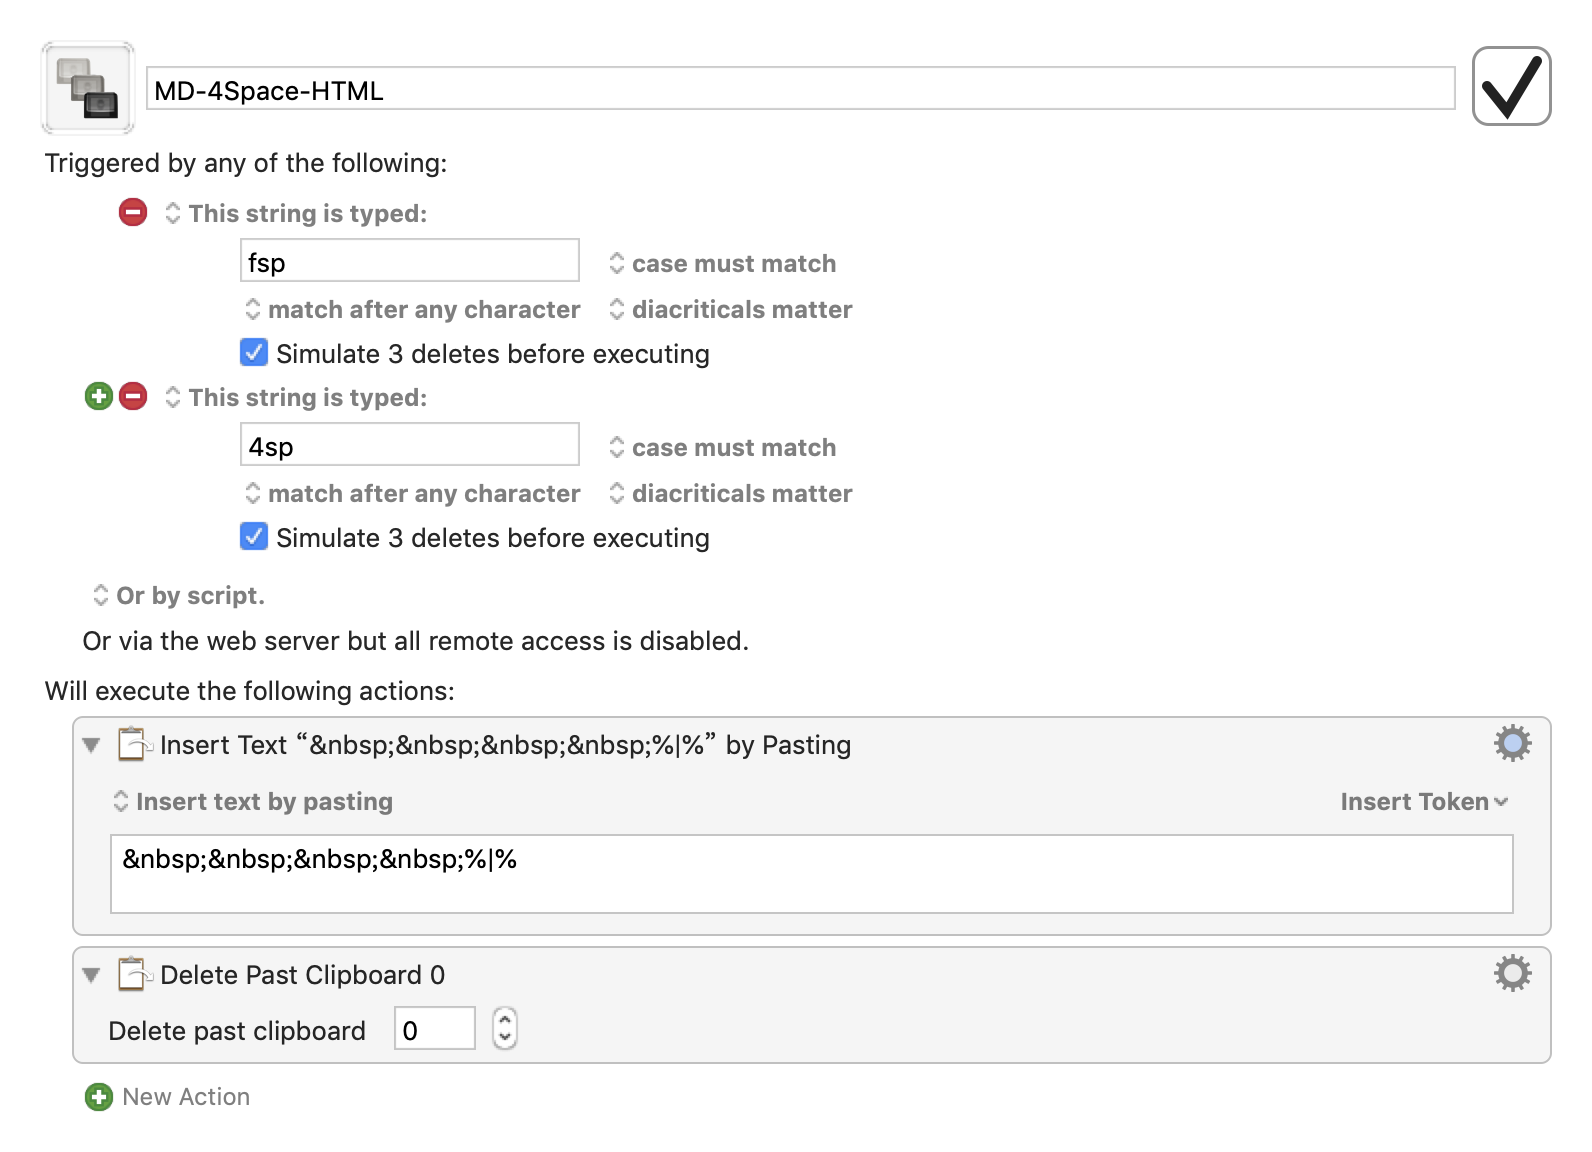 MD-4Space-HTML
Triggered by any of the following:
This string is typed:
fsp
case must match
match after any character
diacriticals matter
Simulate 3 deletes before executing
This string is typed:
4sp
case must match
match after any character
diacriticals matter
Simulate 3 deletes before executing
Or by script.
Or via the web server but all remote access is disabled.
Will execute the following actions:
Insert Text “&nbsp;&nbsp;&nbsp;&nbsp;%|%” by Pasting
Insert text by pasting
Insert Token
&nbsp;&nbsp;&nbsp;&nbsp;%|%
Delete Past Clipboard 0
Delete past clipboard 0
New Action